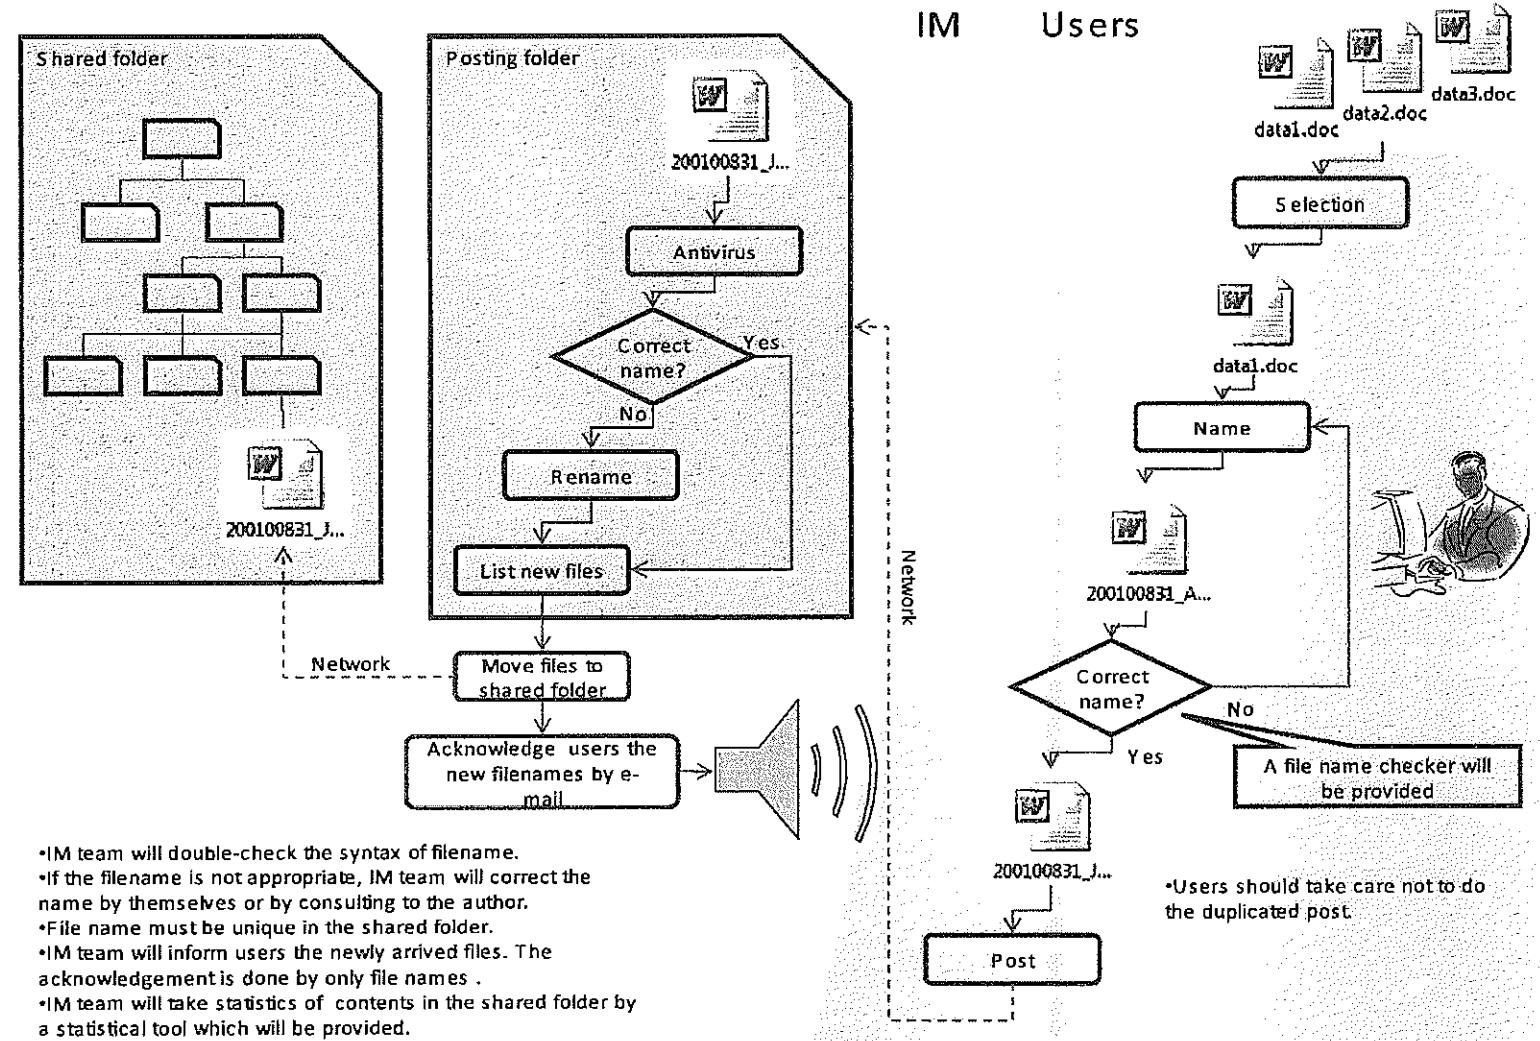 IM Users
Shared folder
200100831_J...
Network
Posting folder
200100831_J...
Antivirus
Correct
name?
Yes
No
Rename
List new files
Move files to
shared folder
Acknowledge users the
new filenames by e-
mail
•IM team will double-check the syntax of filename.
•If the filename is not appropriate, IM team will correct the
name by themselves or by consulting to the author.
•File name must be unique in the shared folder.
•IM team will inform users the newly arrived files. The
acknowledgement is done by only file names .
•IM team will take statistics of contents in the shared folder by
a statistical tool which will be provided.
Network
W
W
W
data1.doc
data2.doc
data3.doc
Selection
W
data1.doc
Name
W
200100831_A...
Correct
name?
No
Yes
A file name checker will
be provided
W
200100831_J...
Post
•Users should take care not to do
the duplicated post.
W
W